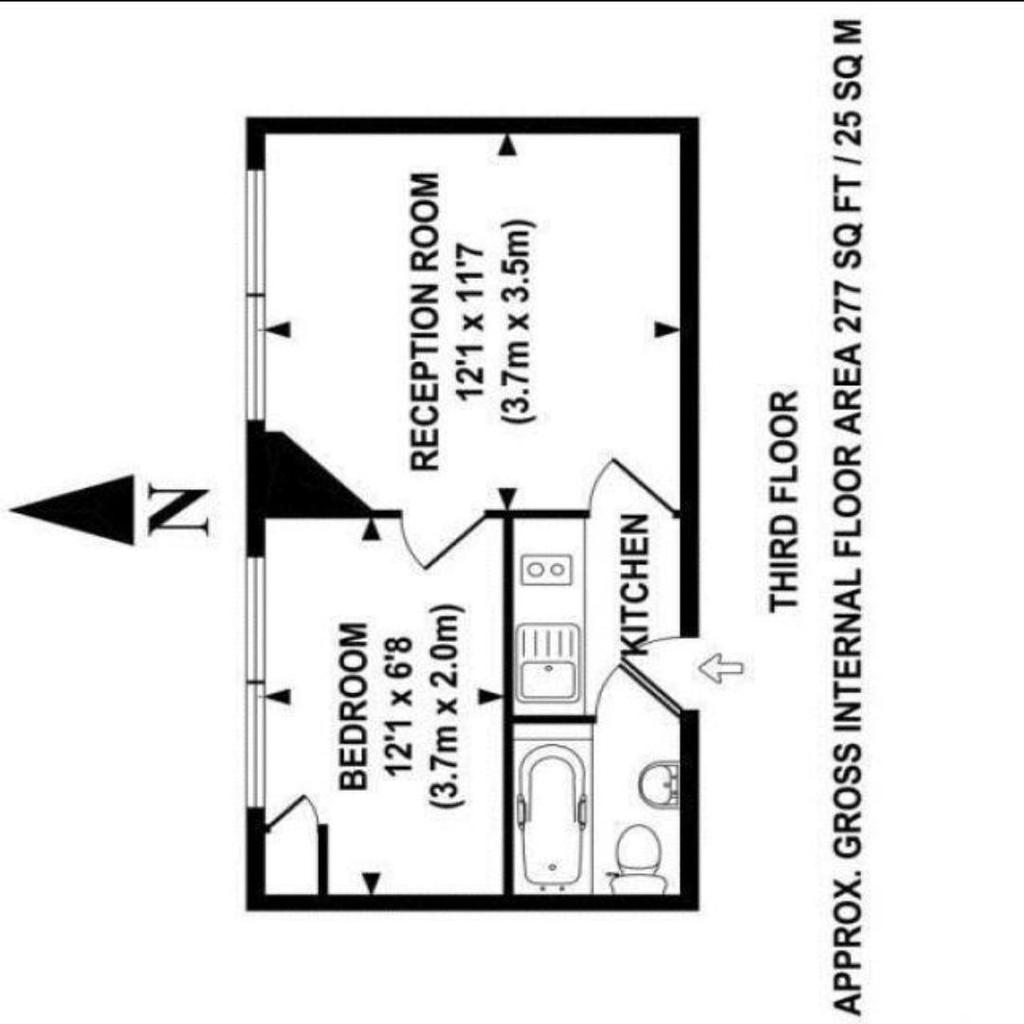 N
RECEPTION ROOM
12'1 x 11'7
(3.7m x 3.5m)
BEDROOM
12'1 x 6'8
(3.7m x 2.0m)
KITCHEN
THIRD FLOOR
APPROX. GROSS INTERNAL FLOOR AREA 277 SQ FT / 25 SQ M